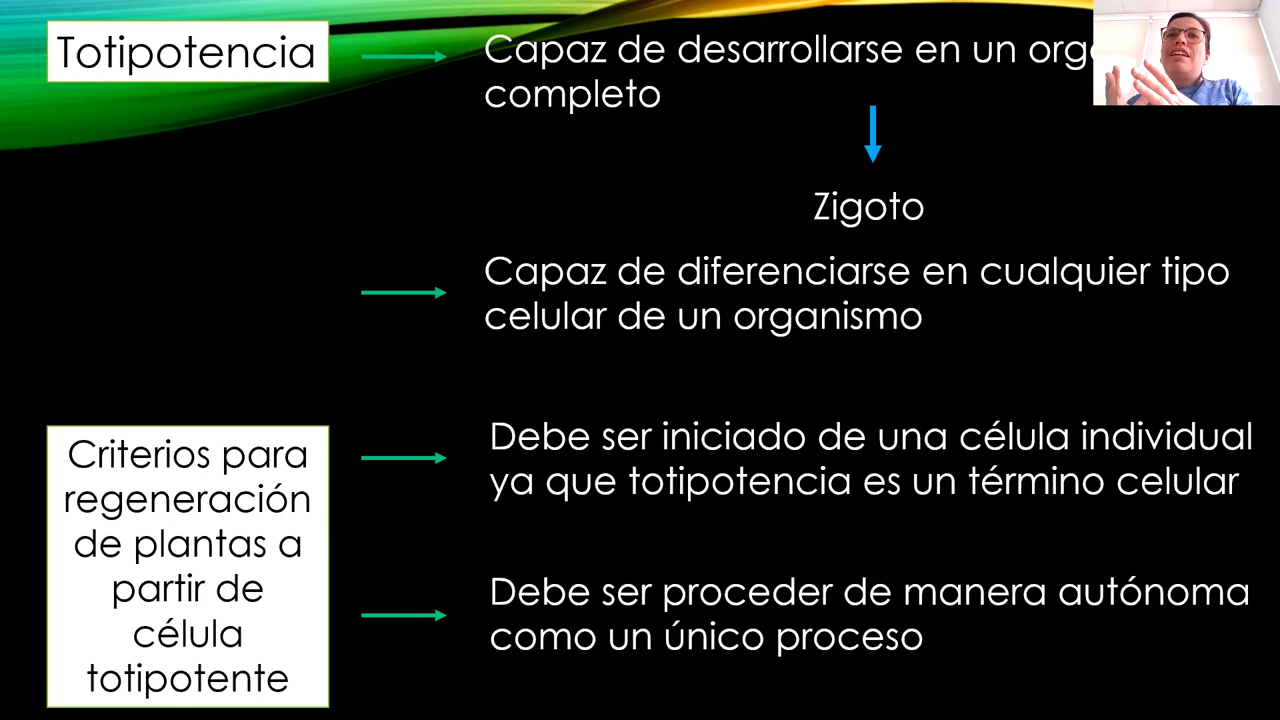 Totipotencia
Capaz de desarrollarse en un
completo
Zigoto
Capaz de diferenciarse en cualquier tipo
celular de un organismo
Criterios para
regeneración
de plantas a
partir de
célula
totipotente
Debe ser iniciado de una célula individual
ya que totipotencia es un término celular
Debe ser proceder de manera autónoma
como un único proceso